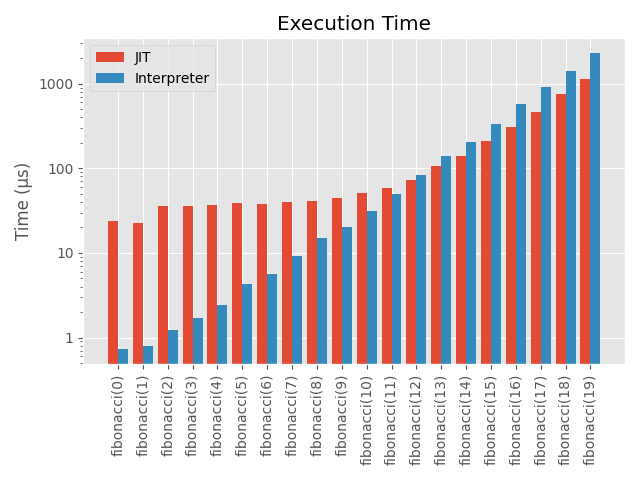 Execution Time
JIT
Interpreter
Time (μs)
1000
100
10
1
fibonacci(0)
fibonacci(1)
fibonacci(2)
fibonacci(3)
fibonacci(4)
fibonacci(5)
fibonacci(6)
fibonacci(7)
fibonacci(8)
fibonacci(9)
fibonacci(10)
fibonacci(11)
fibonacci(12)
fibonacci(13)
fibonacci(14)
fibonacci(15)
fibonacci(16)
fibonacci(17)
fibonacci(18)
fibonacci(19)